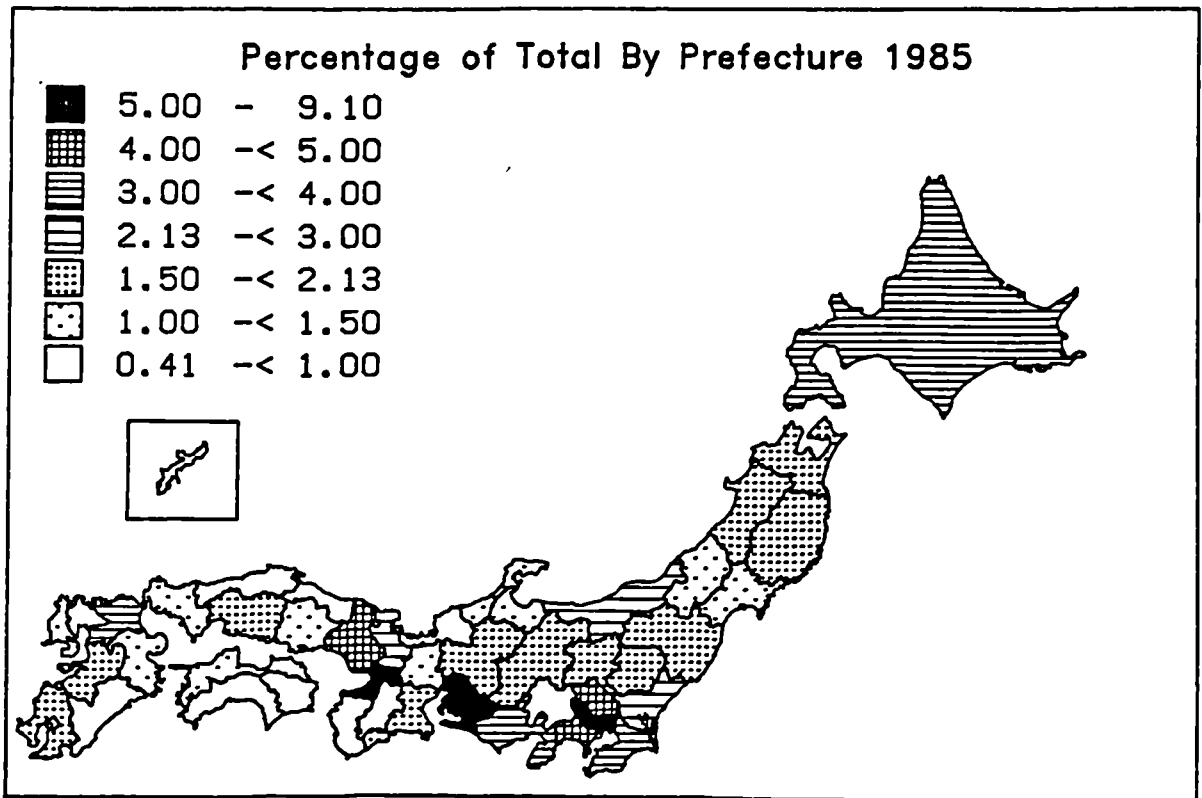 Percentage of Total By Prefecture 1985
5.00 - 9.10
4.00 -< 5.00
3.00 -< 4.00
2.13 -< 3.00
1.50 -< 2.13
1.00 -< 1.50
0.41 -< 1.00